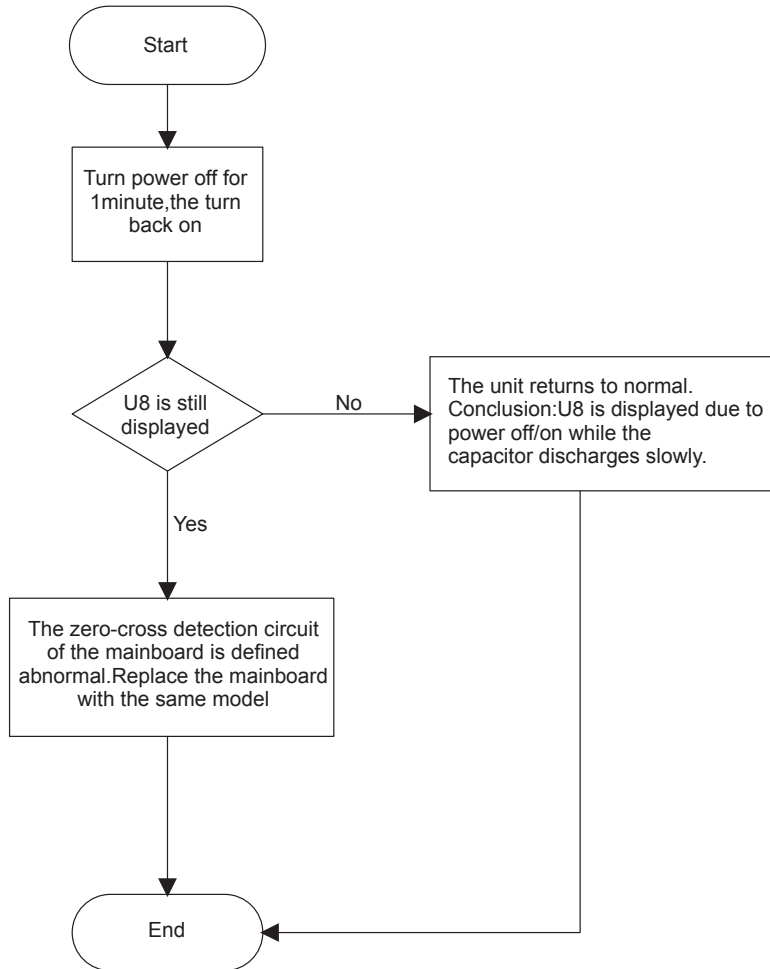 Start
Turn power off for
1minute,the turn
back on
U8 is still
displayed
No
The unit returns to normal.
Conclusion:U8 is displayed due to
power off/on while the
capacitor discharges slowly.
Yes
The zero-cross detection circuit
of the mainboard is defined
abnormal.Replace the mainboard
with the same model
End